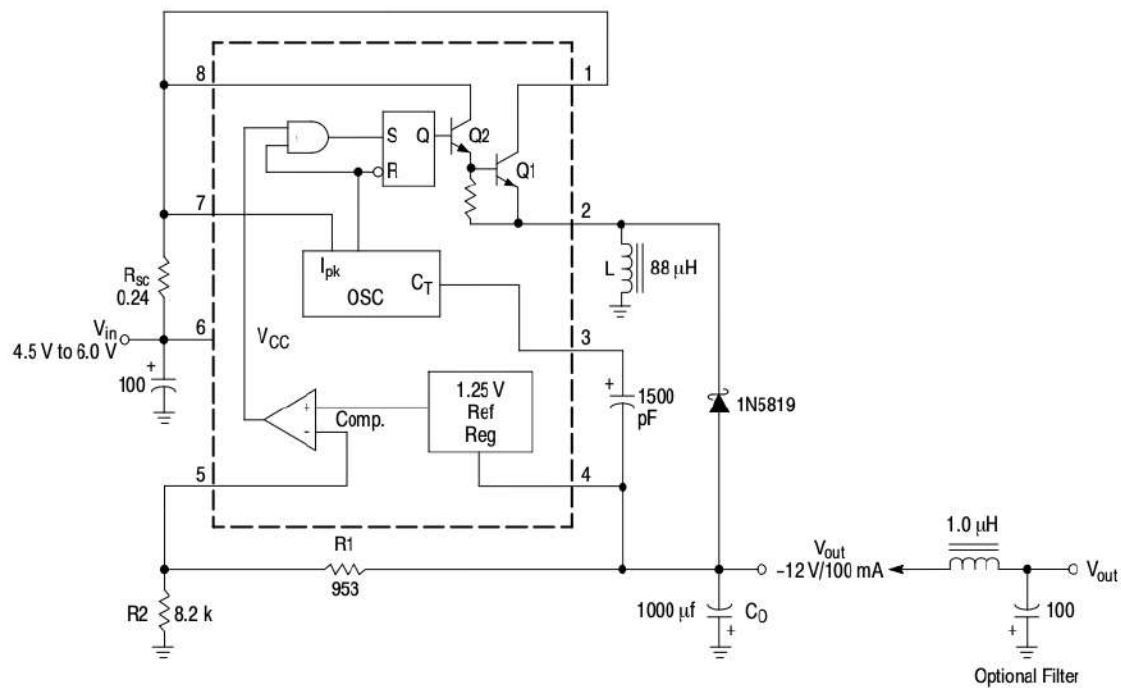 8
1
S Q
Q2
R
Q1
7
2
Rsc
0.24
Ipk
CT
OSC
L
88 μH
Vin
4.5 V to 6.0 V
6
VCC
3
+
100
1.25 V
Ref
Reg
+
1500
pF
1N5819
+
-
Comp.
5
4
R1
953
1.0 μH
Vout
–12 V/100 mA
Vout
R2
8.2 k
1000 μf
CO
+
100
+
Optional Filter